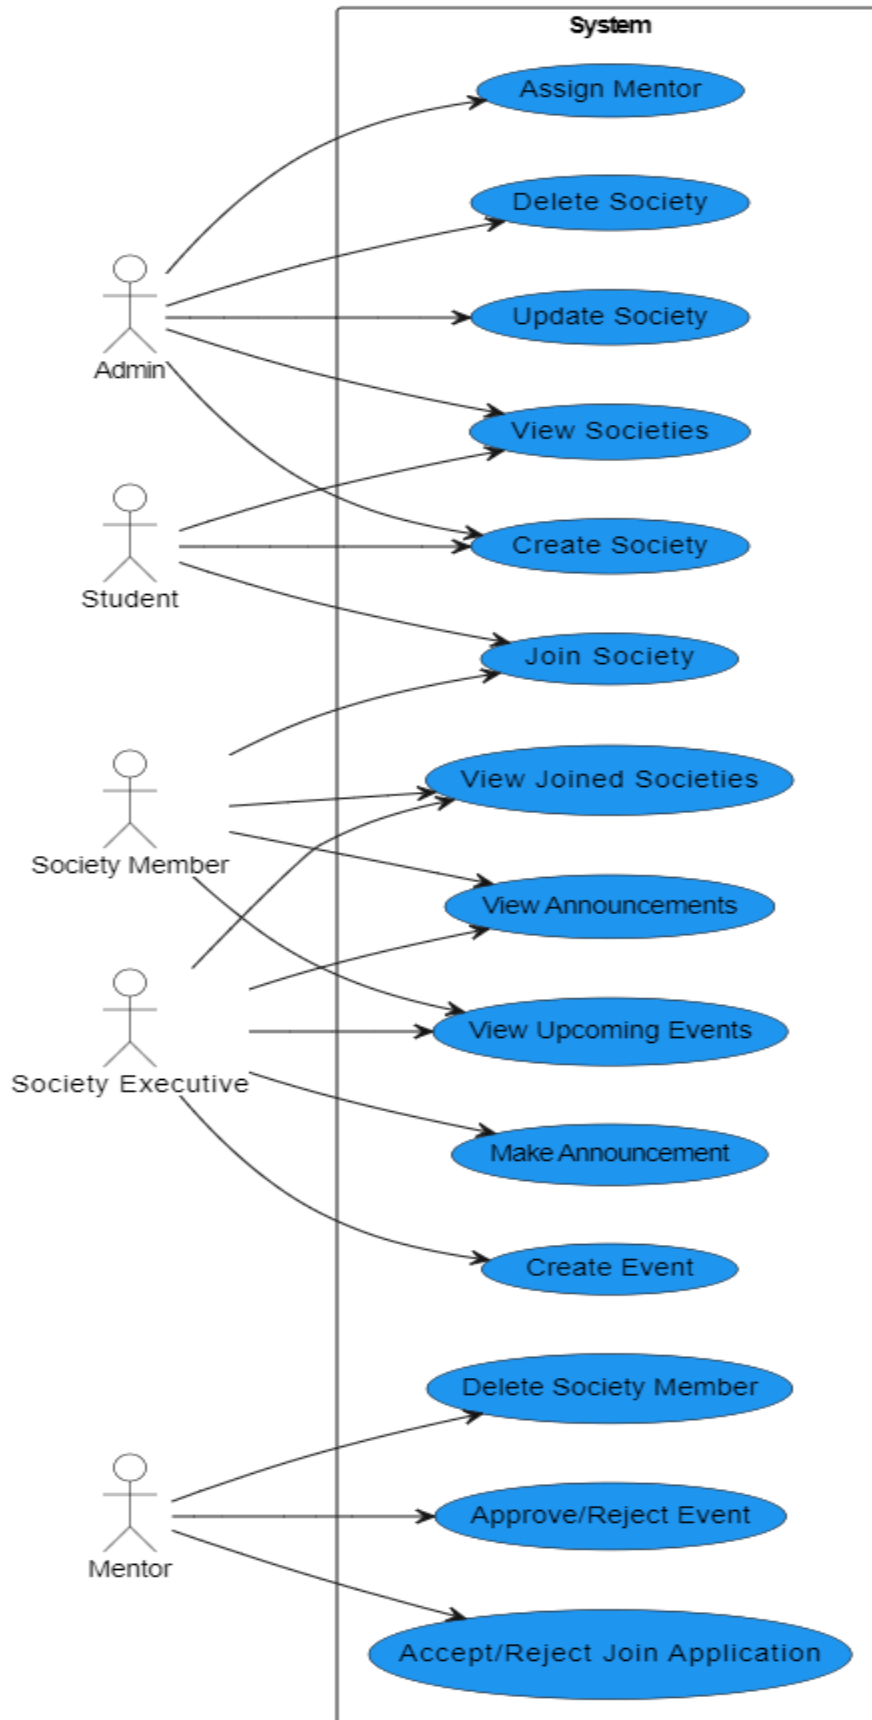 System
Assign Mentor
Delete Society
Update Society
Admin
View Societies
Create Society
Student
Join Society
View Joined Societies
Society Member
View Announcements
View Upcoming Events
Society Executive
Make Announcement
Create Event
Delete Society Member
Approve/Reject Event
Mentor
Accept/Reject Join Application